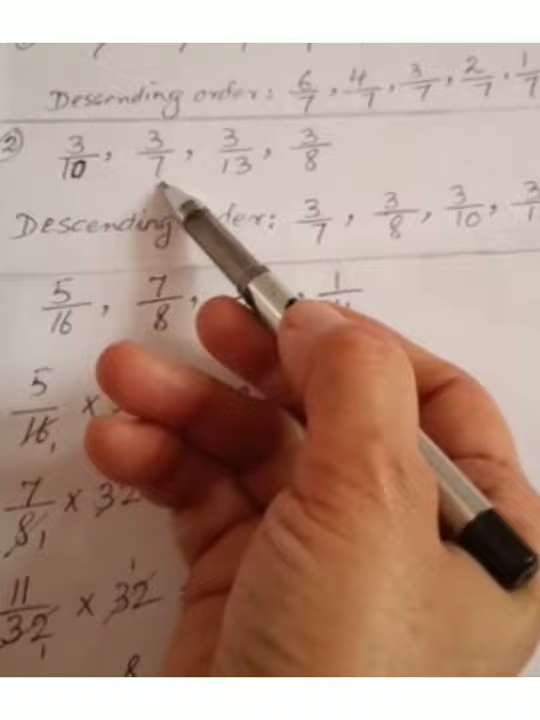 Descending order: 6/7, 4/7, 3/7, 2/7, 1/7
② 3/10, 3/7, 3/13, 3/8
Descending der: 3/7, 3/8, 3/10,
5/16, 7/8,
5/16 ×
7/8 × 32
11/32 × 32
8